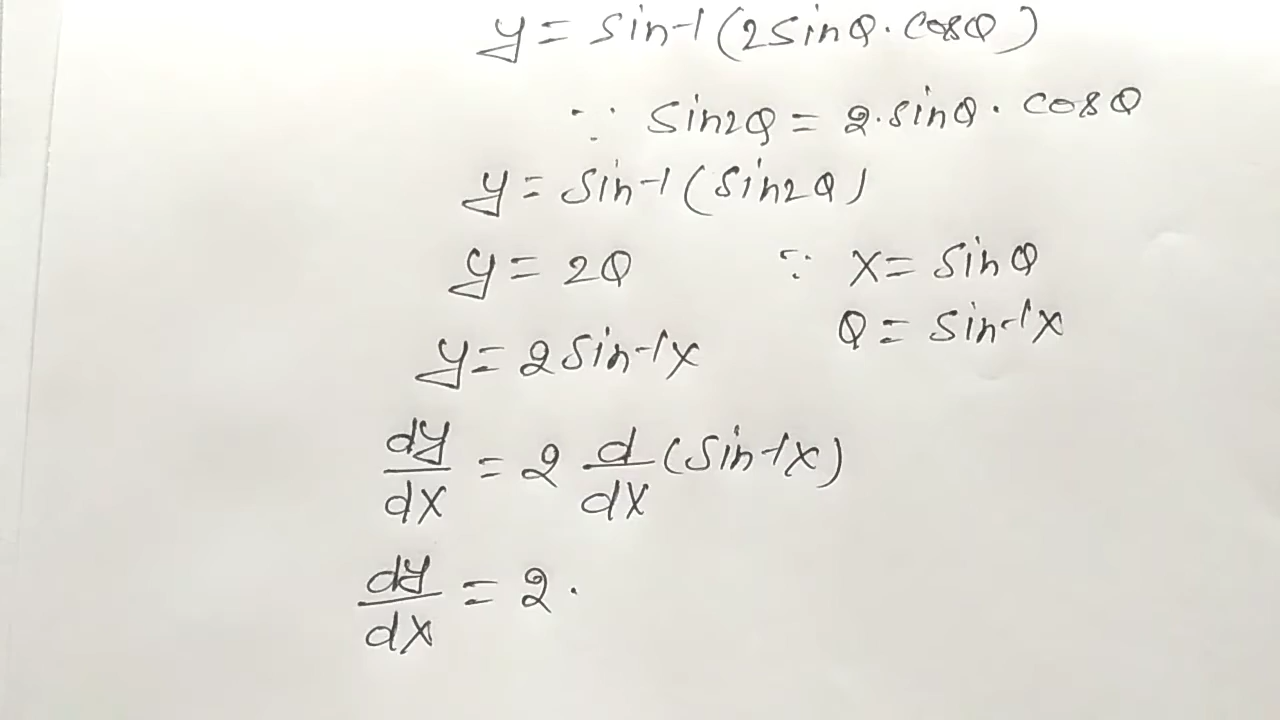 y = sin-1 (2sinθ. cosθ)
∵ sin2θ = 2.sinθ. cosθ
y = sin-1 (sin2θ)
y = 2θ ∵ x = sinθ
θ = sin-1x
y = 2sin-1x
dy/dx = 2 d/dx (sin-1x)
dy/dx = 2.